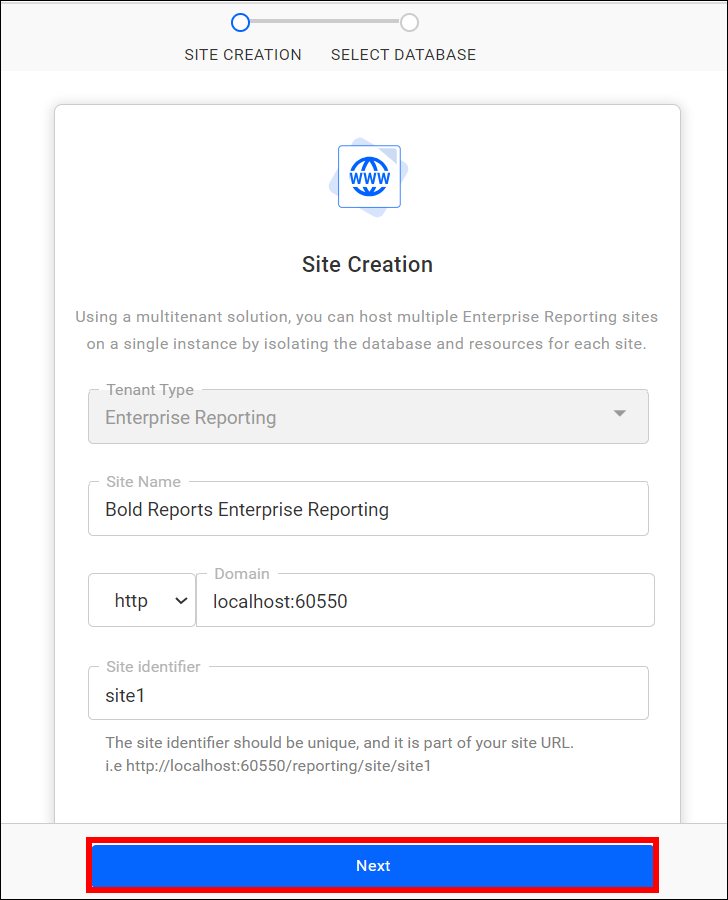 SITE CREATION SELECT DATABASE
WWW
Site Creation
Using a multitenant solution, you can host multiple Enterprise Reporting sites
on a single instance by isolating the database and resources for each site.
Tenant Type
Enterprise Reporting
Site Name
Bold Reports Enterprise Reporting
Domain
http localhost:60550
Site identifier
site1
The site identifier should be unique, and it is part of your site URL.
i.e http://localhost:60550/reporting/site/site1
Next